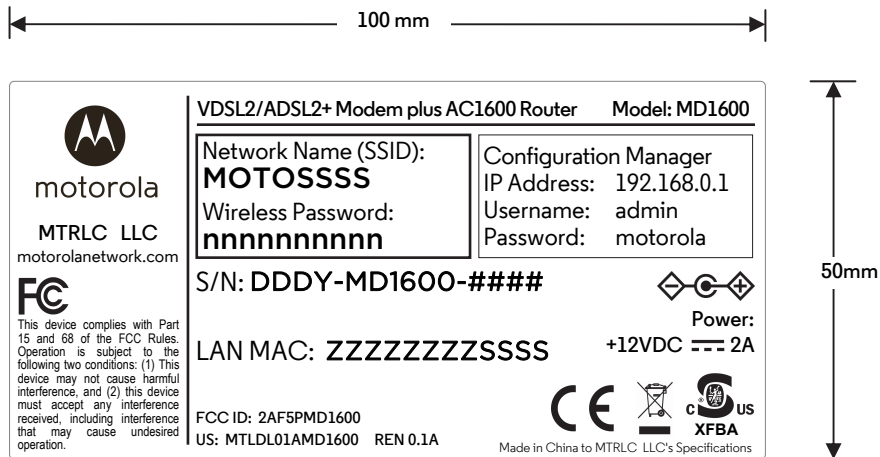 100 mm
VDSL2/ADSL2+ Modem plus AC1600 Router Model: MD1600
motorola
MTRLC LLC
motorolanetwork.com
FC
This device complies with Part
15 and 68 of the FCC Rules.
Operation is subject to the
following two conditions: (1) This
device may not cause harmful
interference, and (2) this device
must accept any interference
received, including interference
that may cause undesired
operation.
Network Name (SSID):
MOTOSSSS
Wireless Password:
nnnnnnnnnn
Configuration Manager
IP Address: 192.168.0.1
Username: admin
Password: motorola
S/N: DDDY-MD1600-####
Power:
+12VDC 2A
LAN MAC: ZZZZZZZZSSSS
FCC ID: 2AF5PMD1600
US: MTLDL01AMD1600 REN 0.1A
CE
C US
XFBA
Made in China to MTRLC LLC's Specifications
50mm